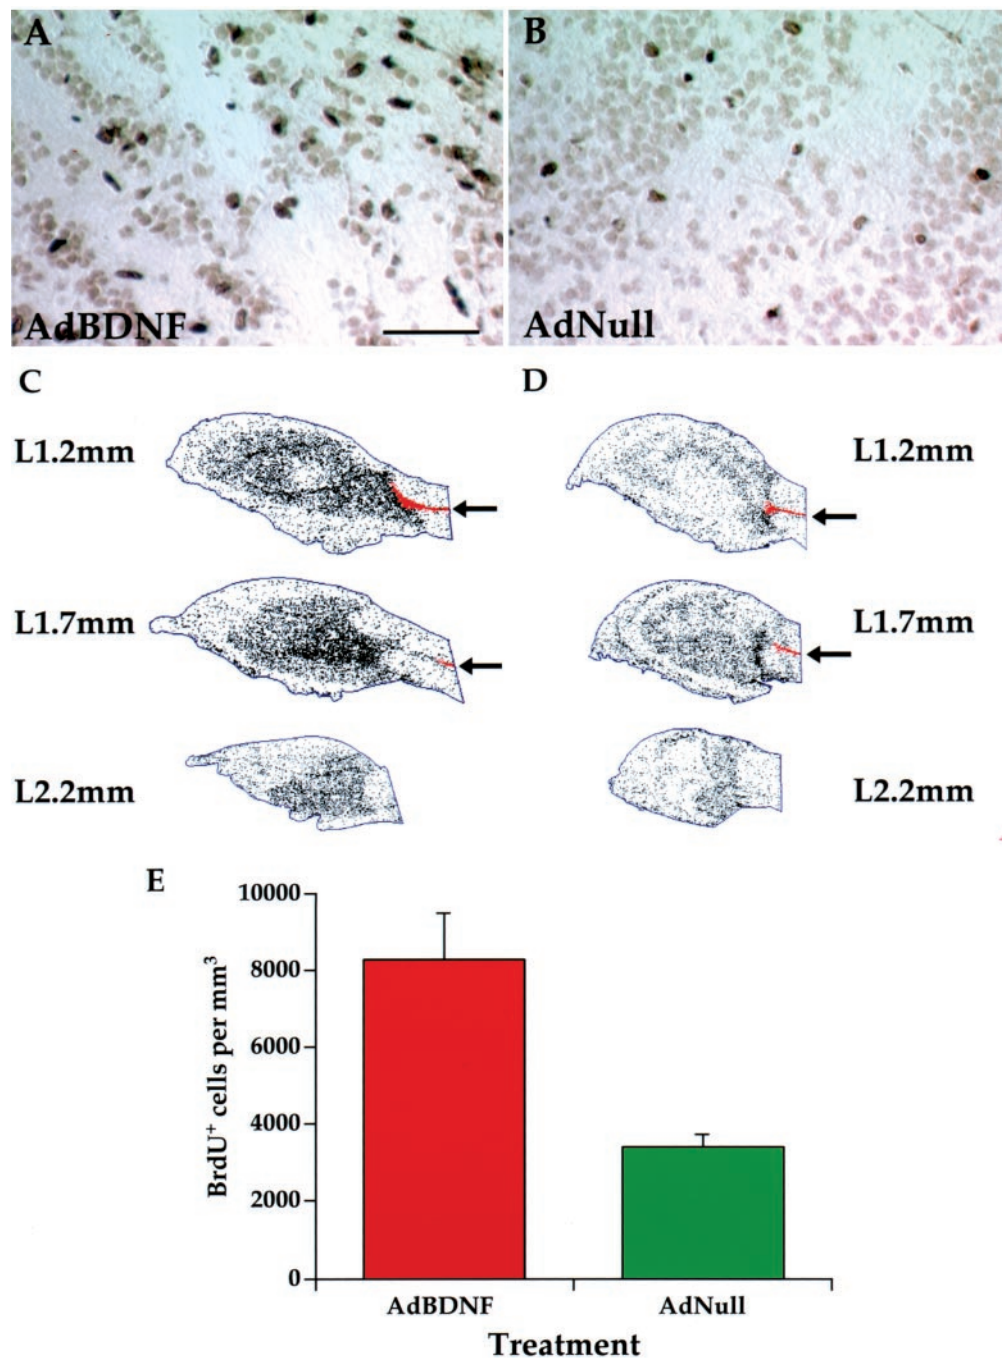 A
B
AdBDNF
AdNull
C
D
L1.2mm
L1.2mm
L1.7mm
L1.7mm
L2.2mm
L2.2mm
E
BrdU⁺ cells per mm³
10000
8000
6000
4000
2000
0
AdBDNF
AdNull
Treatment